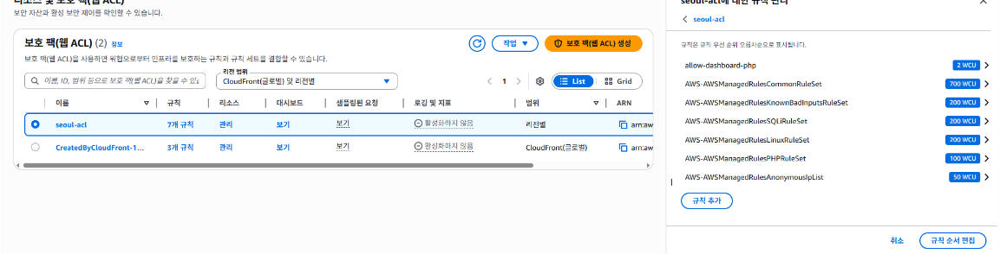 리소스 및 보호 팩(웹 ACL)
보안 자산과 활성 보안 제어를 확인할 수 있습니다.
보호 팩(웹 ACL) (2) 정보
작업
보호 팩(웹 ACL) 생성
보호 팩(웹 ACL)을 사용하면 위협으로부터 인프라를 보호하는 규칙과 규칙 세트를 결합할 수 있습니다.
이름, ID, 범위 등으로 보호 팩(웹 ACL)을 찾을 수 있
리전 범위
CloudFront(글로벌) 및 리전별
1
List
Grid
이름 규칙 리소스 대시보드 샘플링된 요청 로깅 및 지표 범위 ARN
seoul-acl 7개 규칙 관리 보기 보기 활성화하지 않음 리전별 arn:aw
CreatedByCloudFront-1... 3개 규칙 관리 보기 보기 활성화하지 않음 CloudFront(글로벌) arn:aw
seoul-acl에 대한 규칙 관리
seoul-acl
규칙은 규칙 우선 순위 오름차순으로 표시됩니다.
allow-dashboard-php 2 WCU
AWS-AWSManagedRulesCommonRuleSet 700 WCU
AWS-AWSManagedRulesKnownBadInputsRuleSet 200 WCU
AWS-AWSManagedRulesSQLiRuleSet 200 WCU
AWS-AWSManagedRulesLinuxRuleSet 200 WCU
AWS-AWSManagedRulesPHPRuleSet 100 WCU
AWS-AWSManagedRulesAnonymousIpList 50 WCU
규칙 추가
취소
규칙 순서 편집